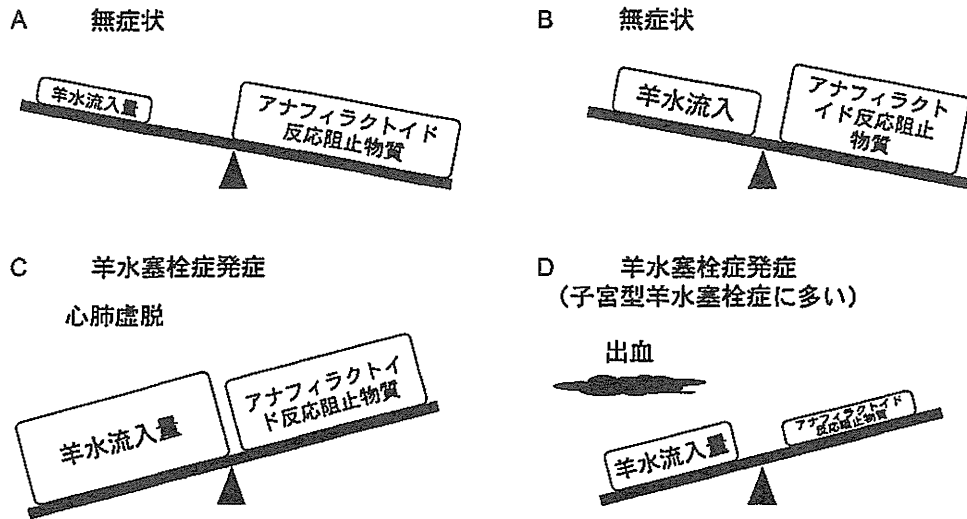 A 無症状
羊水流入量
アナフィラクトイド
反応阻止物質
B 無症状
羊水流入
アナフィラクト
イド反応阻止
物質
C 羊水塞栓症発症
心肺虚脱
羊水流入量
アナフィラクトイ
ド反応阻止物質
D 羊水塞栓症発症
（子宮型羊水塞栓症に多い）
出血
羊水流入量
アナフィラクトイド
反応阻止物質